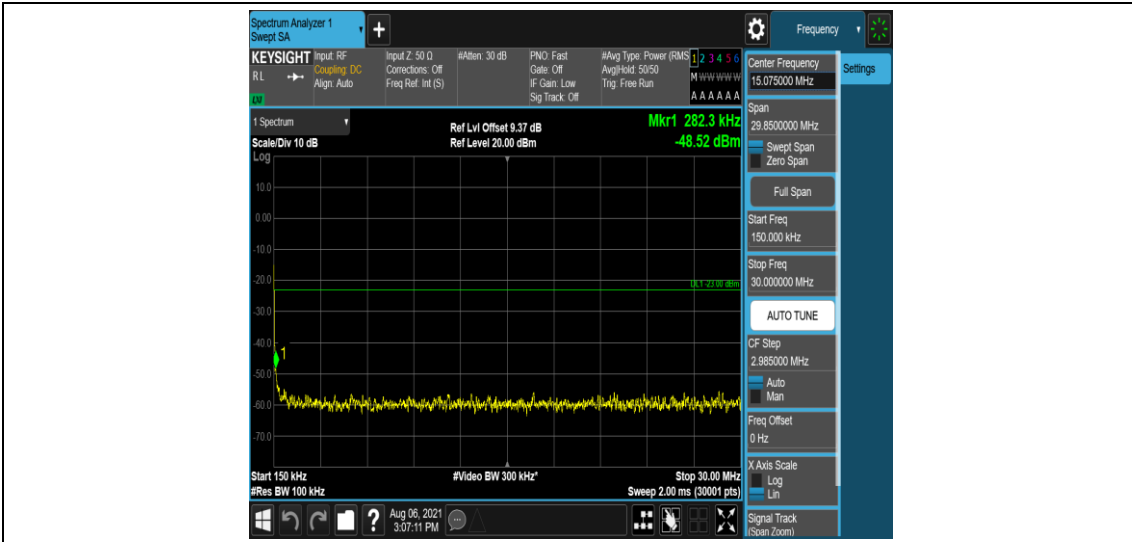 Spectrum Analyzer 1
Swept SA
+
Frequency
KEYSIGHT
RL
LXI
Input: RF
Coupling: DC
Align: Auto
Input Z: 50 Ω
Corrections: Off
Freq Ref: Int (S)
#Atten: 30 dB
PNO: Fast
Gate: Off
IF Gain: Low
Sig Track: Off
#Avg Type: Power (RMS
Avg|Hold: 50/50
Trig: Free Run
1 2 3 4 5 6
M W W W W W
A A A A A A
1 Spectrum
Scale/Div 10 dB
Log
Ref Lvl Offset 9.37 dB
Ref Level 20.00 dBm
Mkr1 282.3 kHz
-48.52 dBm
10.0
0.00
-10.0
-20.0
DL1 -23.00 dBm
-30.0
-40.0
1
-50.0
-60.0
-70.0
Start 150 kHz
#Res BW 100 kHz
#Video BW 300 kHz*
Stop 30.00 MHz
Sweep 2.00 ms (30001 pts)
?
Aug 06, 2021
3:07:11 PM
Center Frequency
15.075000 MHz
Settings
Span
29.8500000 MHz
Swept Span
Zero Span
Full Span
Start Freq
150.000 kHz
Stop Freq
30.000000 MHz
AUTO TUNE
CF Step
2.985000 MHz
Auto
Man
Freq Offset
0 Hz
X Axis Scale
Log
Lin
Signal Track
(Span Zoom)